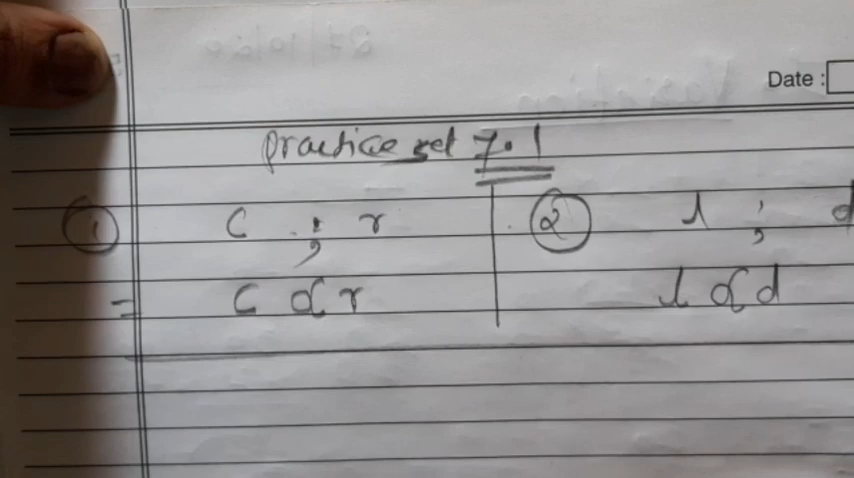 Date :
practice set 7.1
① c ; r
② l ; d
= c ∝ r
l ∝ d